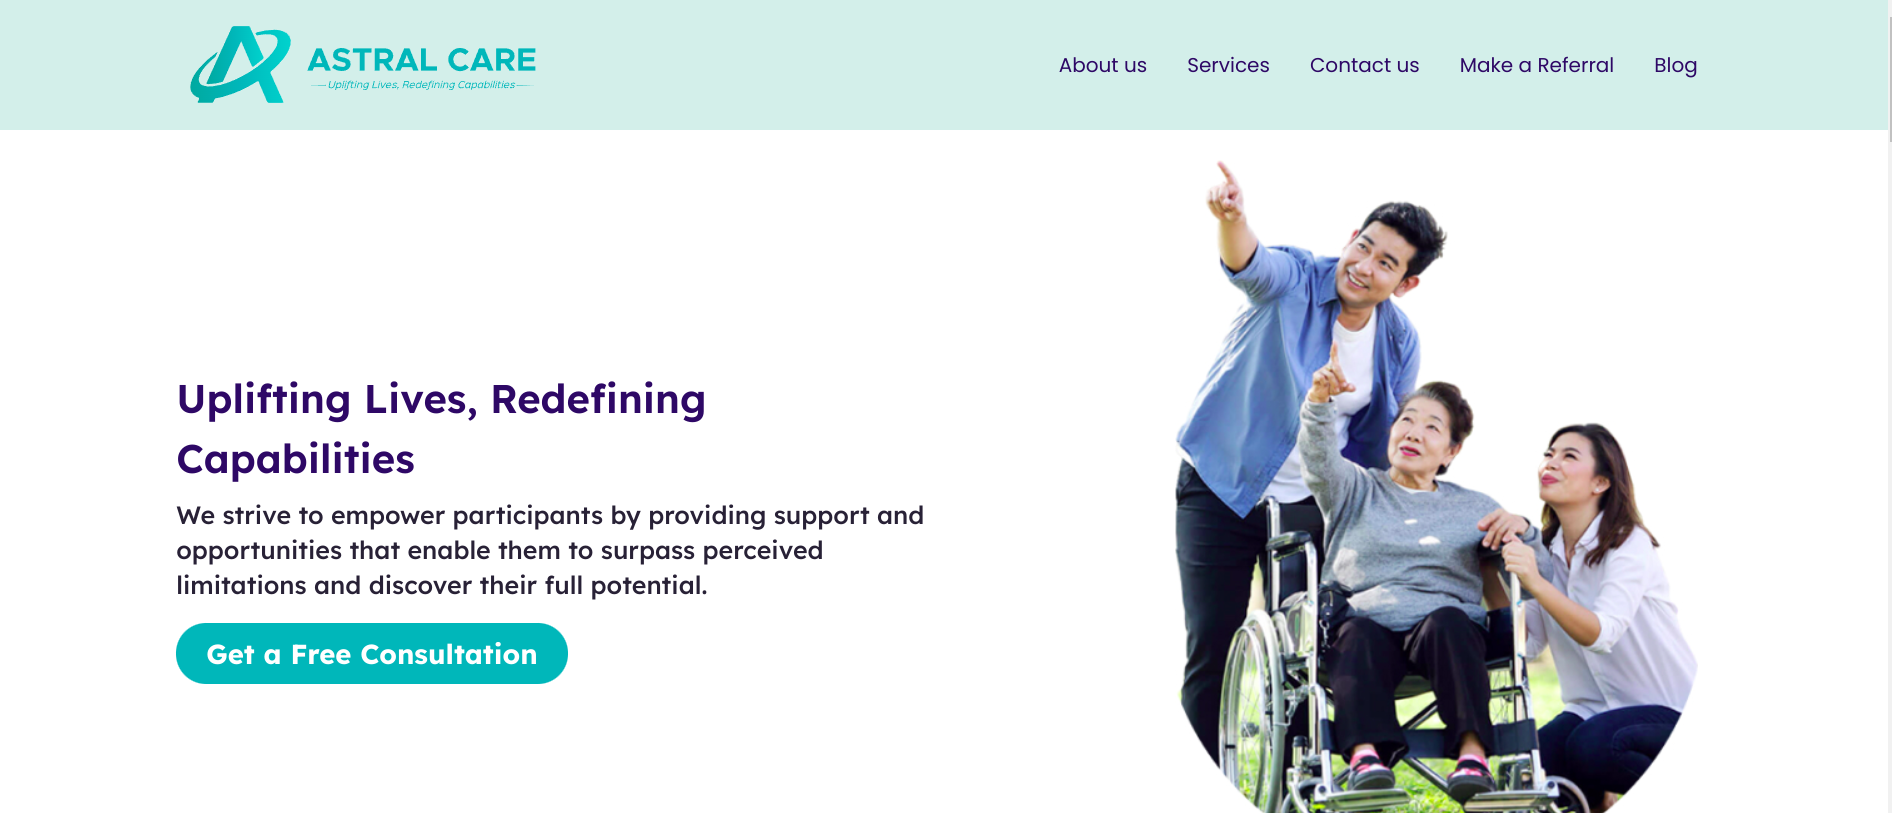 ASTRAL CARE
Uplifting Lives, Redefining Capabilities
About us
Services
Contact us
Make a Referral
Blog
Uplifting Lives, Redefining
Capabilities
We strive to empower participants by providing support and
opportunities that enable them to surpass perceived
limitations and discover their full potential.
Get a Free Consultation